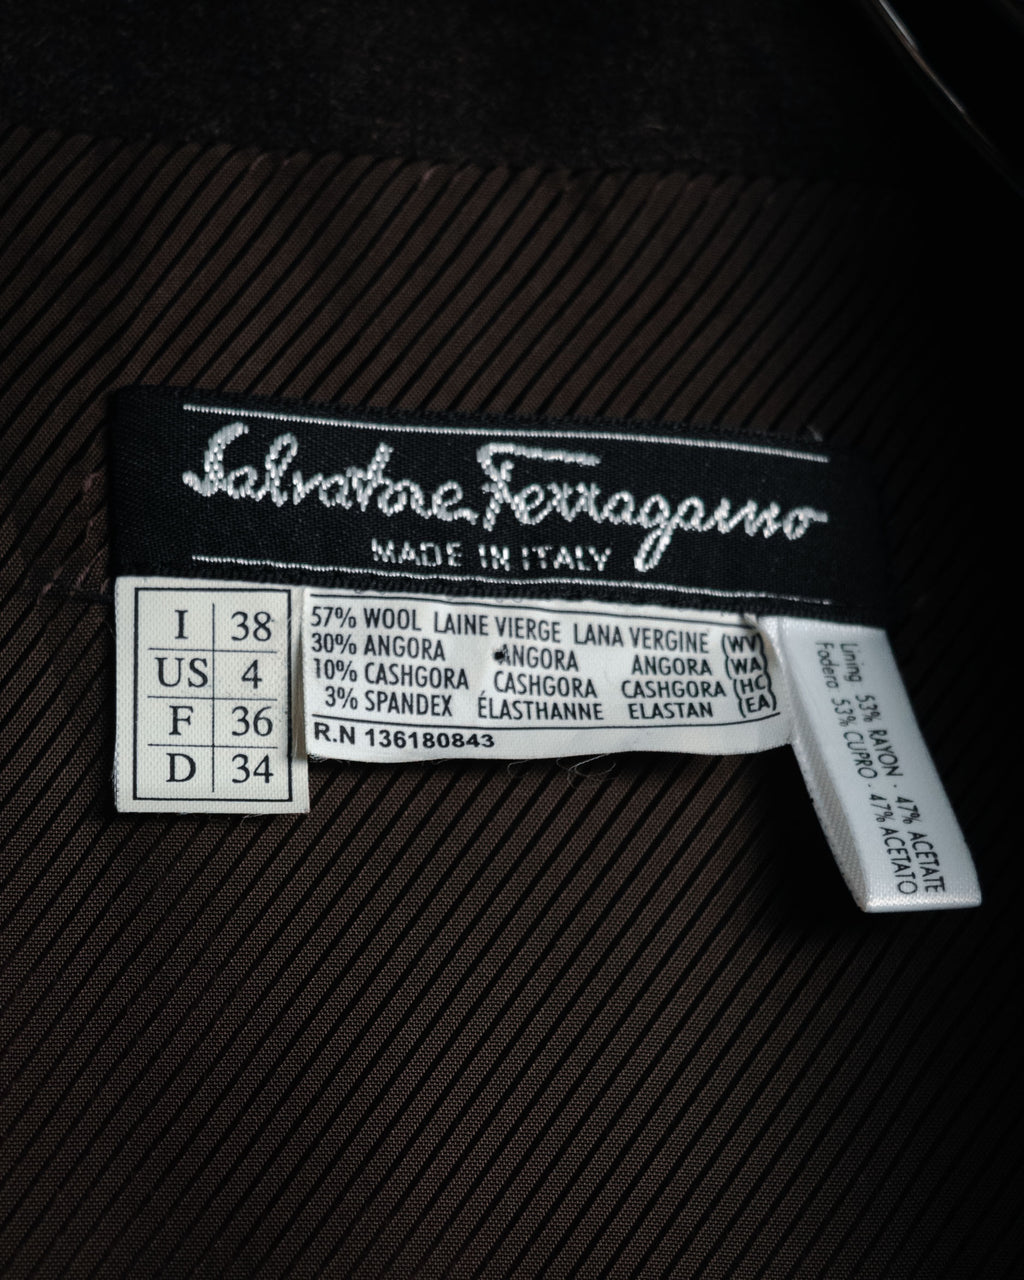 Salvatore Ferragamo
MADE IN ITALY
I 38
US 4
F 36
D 34
57% WOOL LAINE VIERGE LANA VERGINE (WV)
30% ANGORA ANGORA ANGORA (WA)
10% CASHGORA CASHGORA CASHGORA (HC)
3% SPANDEX ÉLASTHANNE ELASTAN (EA)
R.N 136180843
Lining 53% RAYON - 47% ACETATE
Fodera 53% CUPRO - 47% ACETATO